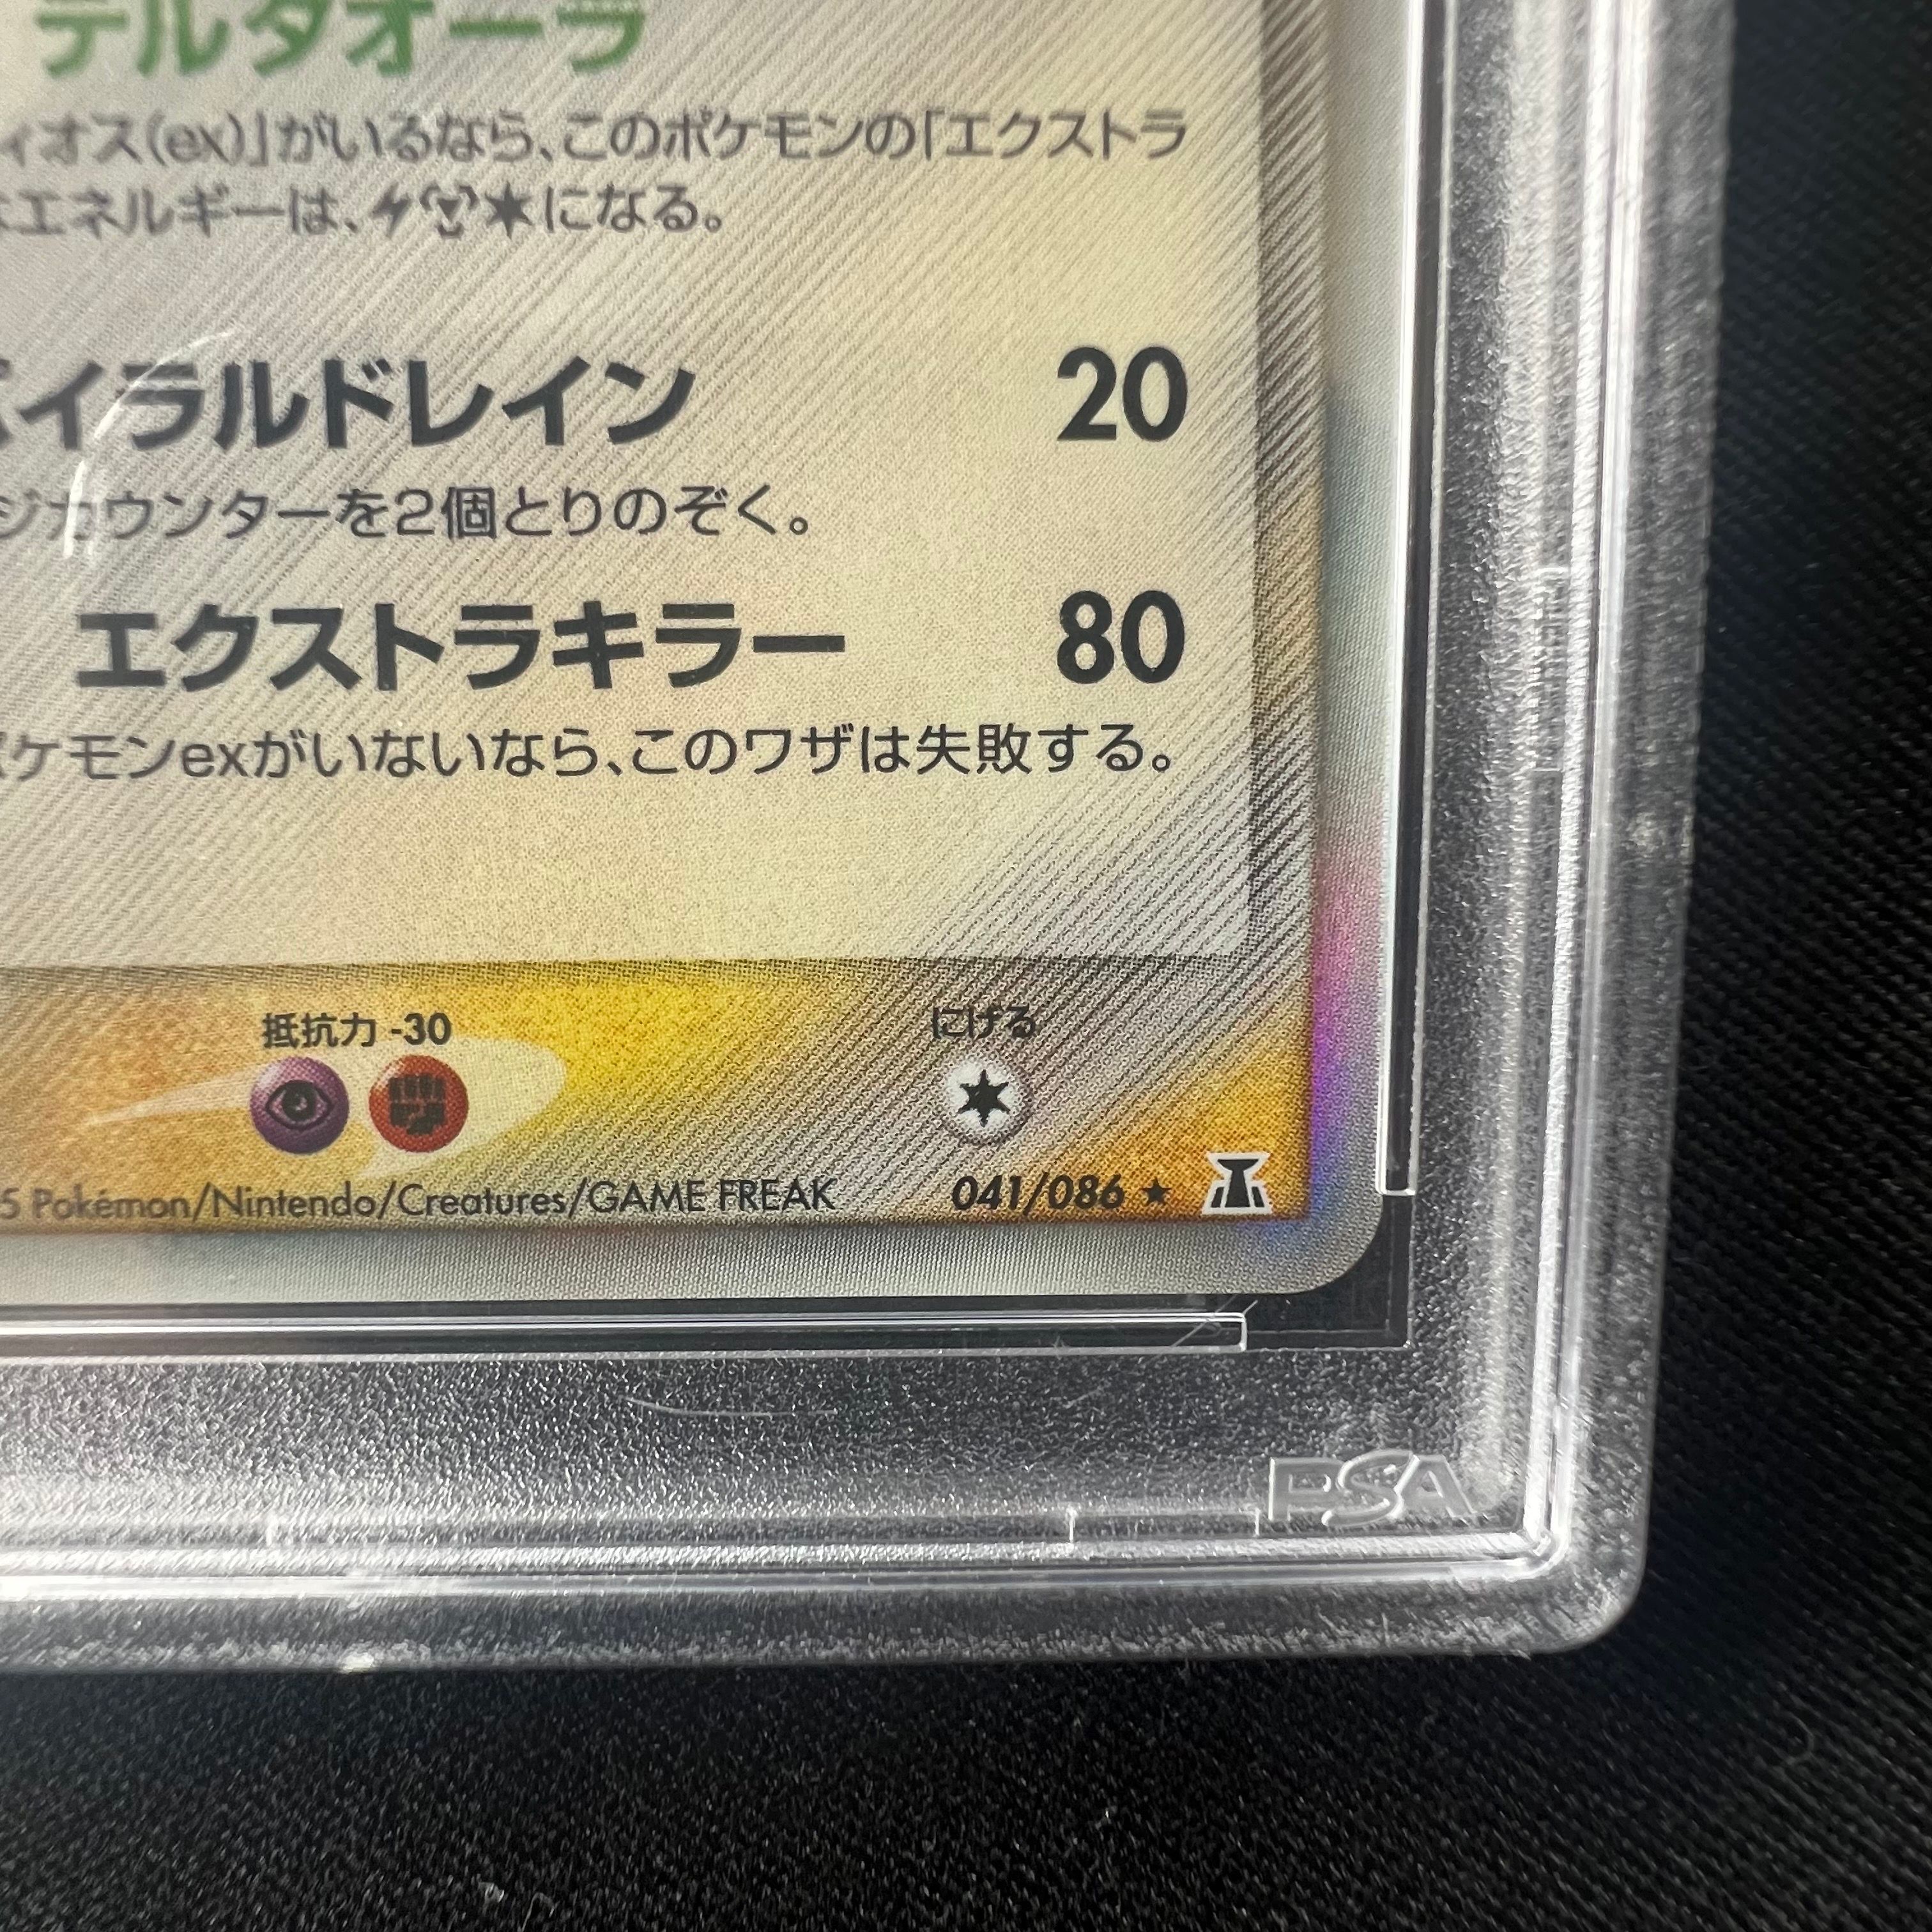 デルタオーラ
ィオス(ex)」がいるなら、このポケモンの「エクストラ
エネルギーは、になる。
イラルドレイン 20
ジカウンターを2個とりのぞく。
エクストラキラー 80
ケモンexがいないなら、このワザは失敗する。
抵抗力 -30
にげる
5 Pokémon/Nintendo/Creatures/GAME FREAK 041/086 ★
PSA